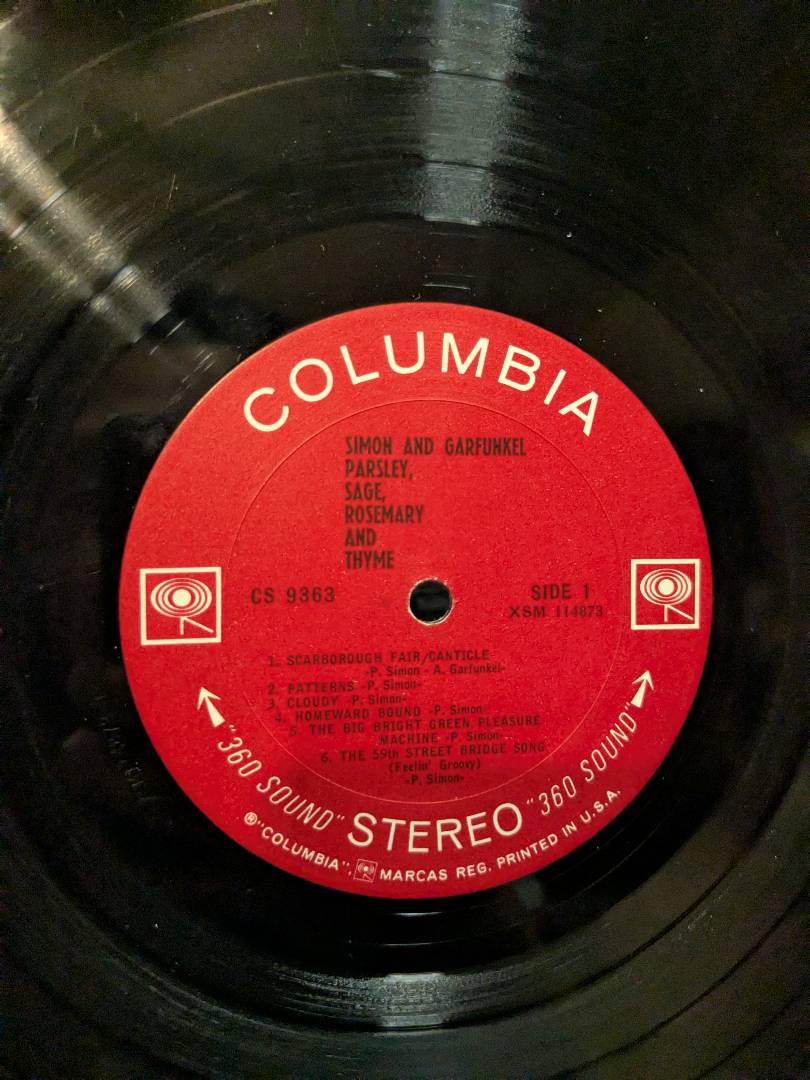 COLUMBIA
SIMON AND GARFUNKEL
PARSLEY,
SAGE,
ROSEMARY
AND
THYME
CS 9363
SIDE 1
XSM 114873
1. SCARBOROUGH FAIR/CANTICLE
-P. Simon - A. Garfunkel-
2. PATTERNS -P. Simon-
3. CLOUDY -P. Simon-
4. HOMEWARD BOUND -P. Simon-
5. THE BIG BRIGHT GREEN PLEASURE
MACHINE -P. Simon-
6. THE 59th STREET BRIDGE SONG
(Feelin' Groovy)
-P. Simon-
"360 SOUND" STEREO "360 SOUND"
®"COLUMBIA", MARCAS REG. PRINTED IN U.S.A.